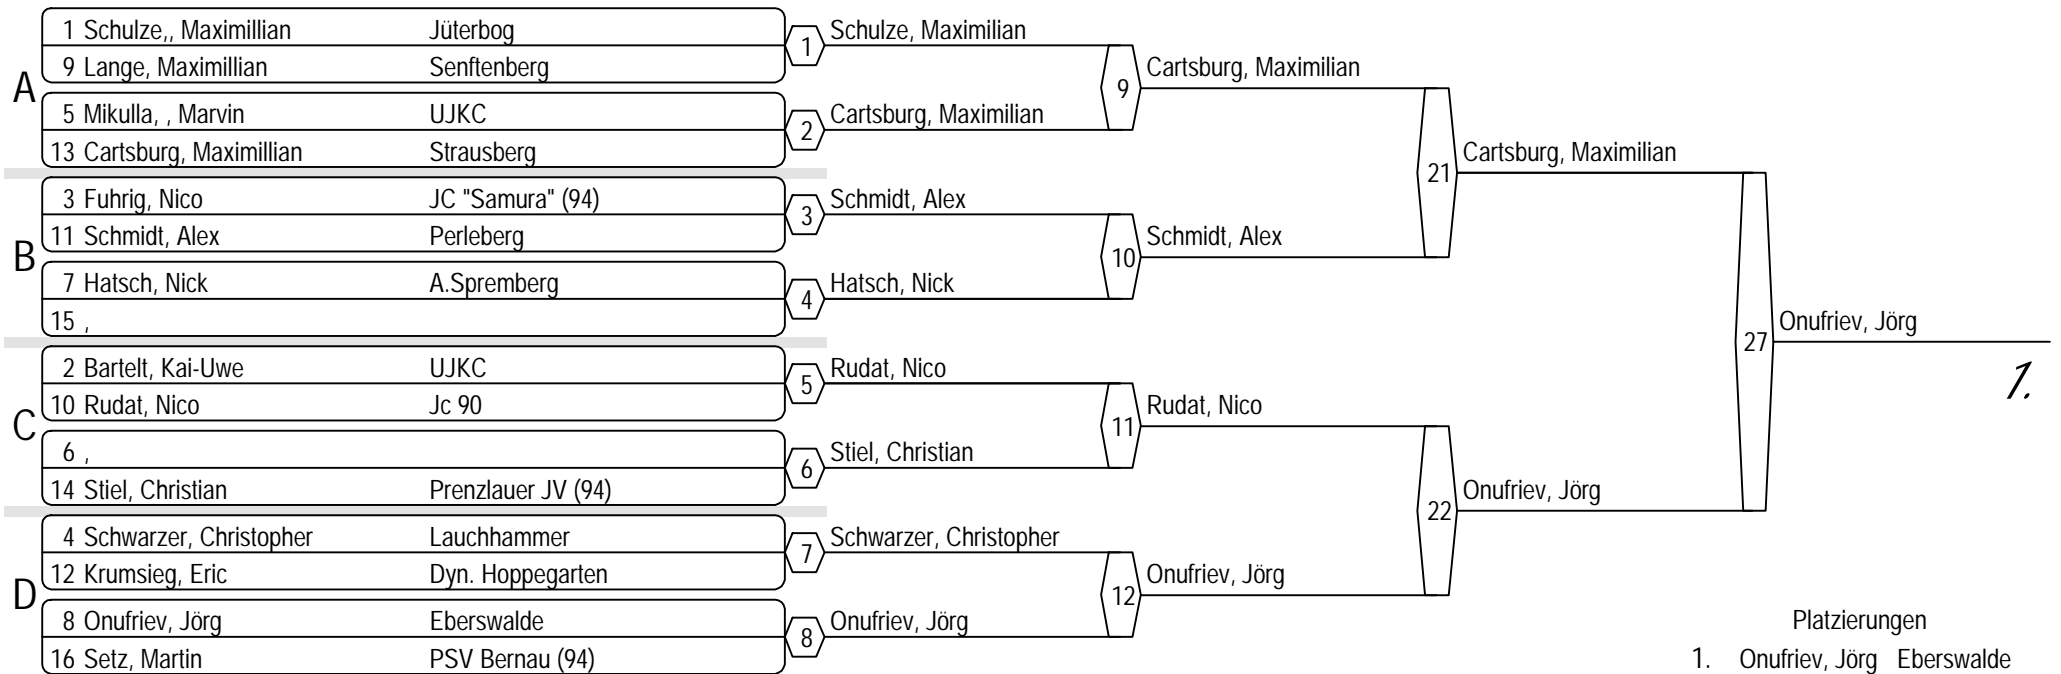 1 Schulze,, Maximillian Jüterbog
9 Lange, Maximillian Senftenberg
A
5 Mikulla, , Marvin UJKC
13 Cartsburg, Maximillian Strausberg
3 Fuhrig, Nico JC "Samura" (94)
11 Schmidt, Alex Perleberg
B
7 Hatsch, Nick A.Spremberg
15 ,
2 Bartelt, Kai-Uwe UJKC
10 Rudat, Nico Jc 90
C
6 ,
14 Stiel, Christian Prenzlauer JV (94)
4 Schwarzer, Christopher Lauchhammer
12 Krumsieg, Eric Dyn. Hoppegarten
D
8 Onufriev, Jörg Eberswalde
16 Setz, Martin PSV Bernau (94)
1 Schulze, Maximilian
2 Cartsburg, Maximilian
3 Schmidt, Alex
4 Hatsch, Nick
5 Rudat, Nico
6 Stiel, Christian
7 Schwarzer, Christopher
8 Onufriev, Jörg
9 Cartsburg, Maximilian
10 Schmidt, Alex
11 Rudat, Nico
12 Onufriev, Jörg
21 Cartsburg, Maximilian
22 Onufriev, Jörg
27 Onufriev, Jörg
1.
Platzierungen
1. Onufriev, Jörg Eberswalde